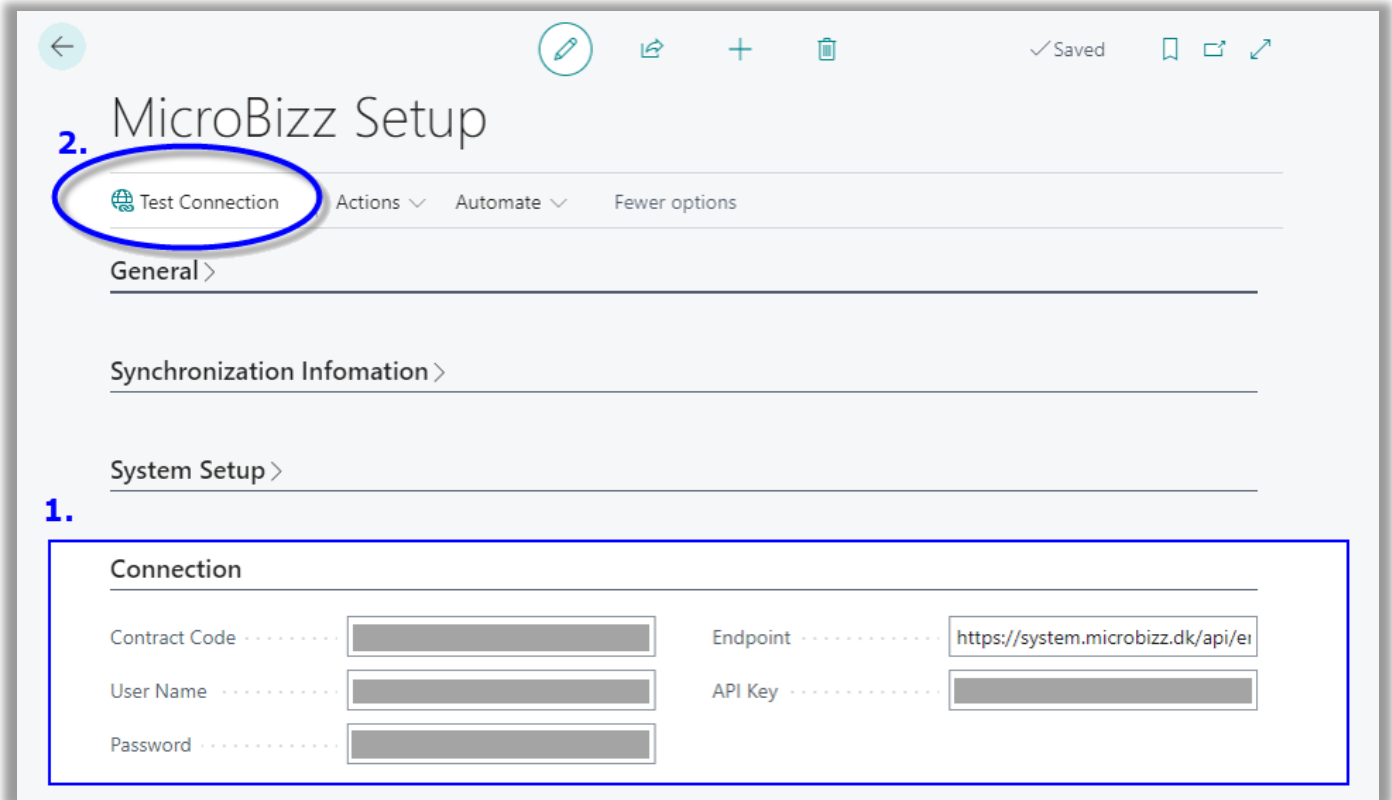 Saved
MicroBizz Setup
2.
Test Connection Actions Automate Fewer options
General
Synchronization Infomation
System Setup
1.
Connection
Contract Code Endpoint https://system.microbizz.dk/api/er
User Name API Key
Password